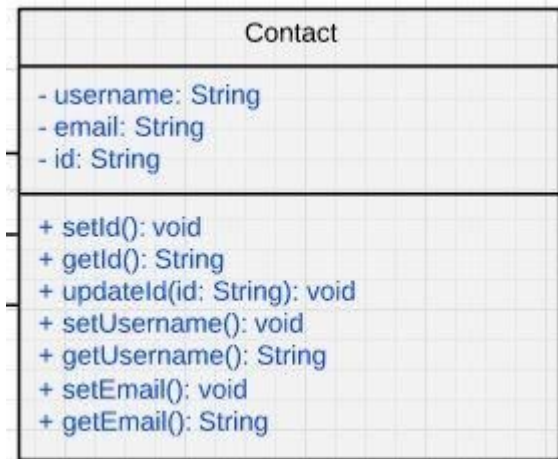 Contact
- username: String
- email: String
- id: String
+ setId(): void
+ getId(): String
+ updateId(id: String): void
+ setUsername(): void
+ getUsername(): String
+ setEmail(): void
+ getEmail(): String